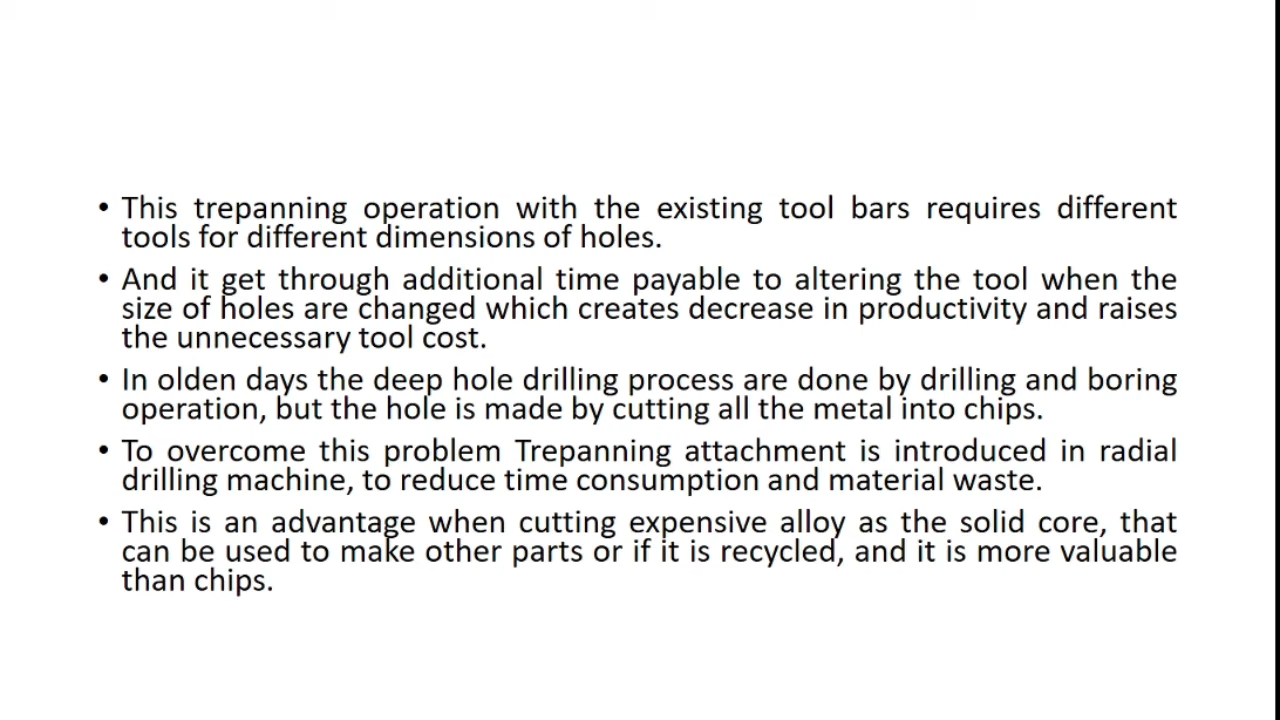 • This trepanning operation with the existing tool bars requires different
tools for different dimensions of holes.
• And it get through additional time payable to altering the tool when the
size of holes are changed which creates decrease in productivity and raises
the unnecessary tool cost.
• In olden days the deep hole drilling process are done by drilling and boring
operation, but the hole is made by cutting all the metal into chips.
• To overcome this problem Trepanning attachment is introduced in radial
drilling machine, to reduce time consumption and material waste.
• This is an advantage when cutting expensive alloy as the solid core, that
can be used to make other parts or if it is recycled, and it is more valuable
than chips.